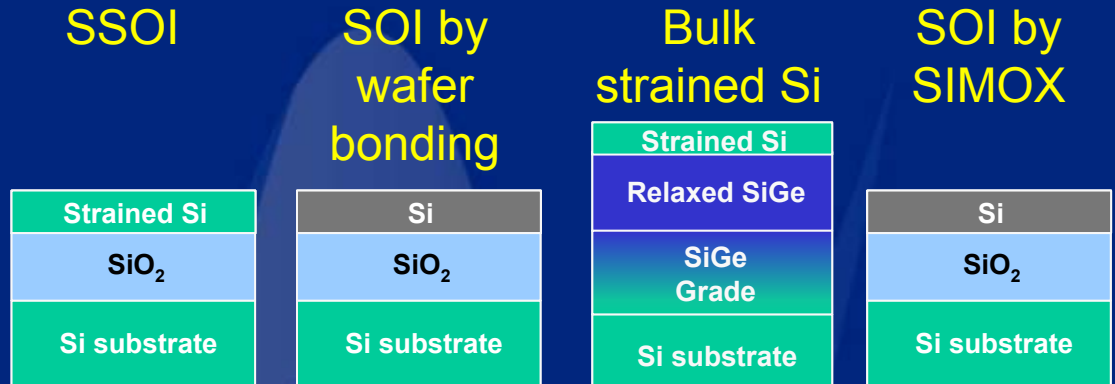 SSOI
Strained Si
SiO₂
Si substrate
SOI by
wafer
bonding
Si
SiO₂
Si substrate
Bulk
strained Si
Strained Si
Relaxed SiGe
SiGe
Grade
Si substrate
SOI by
SIMOX
Si
SiO₂
Si substrate